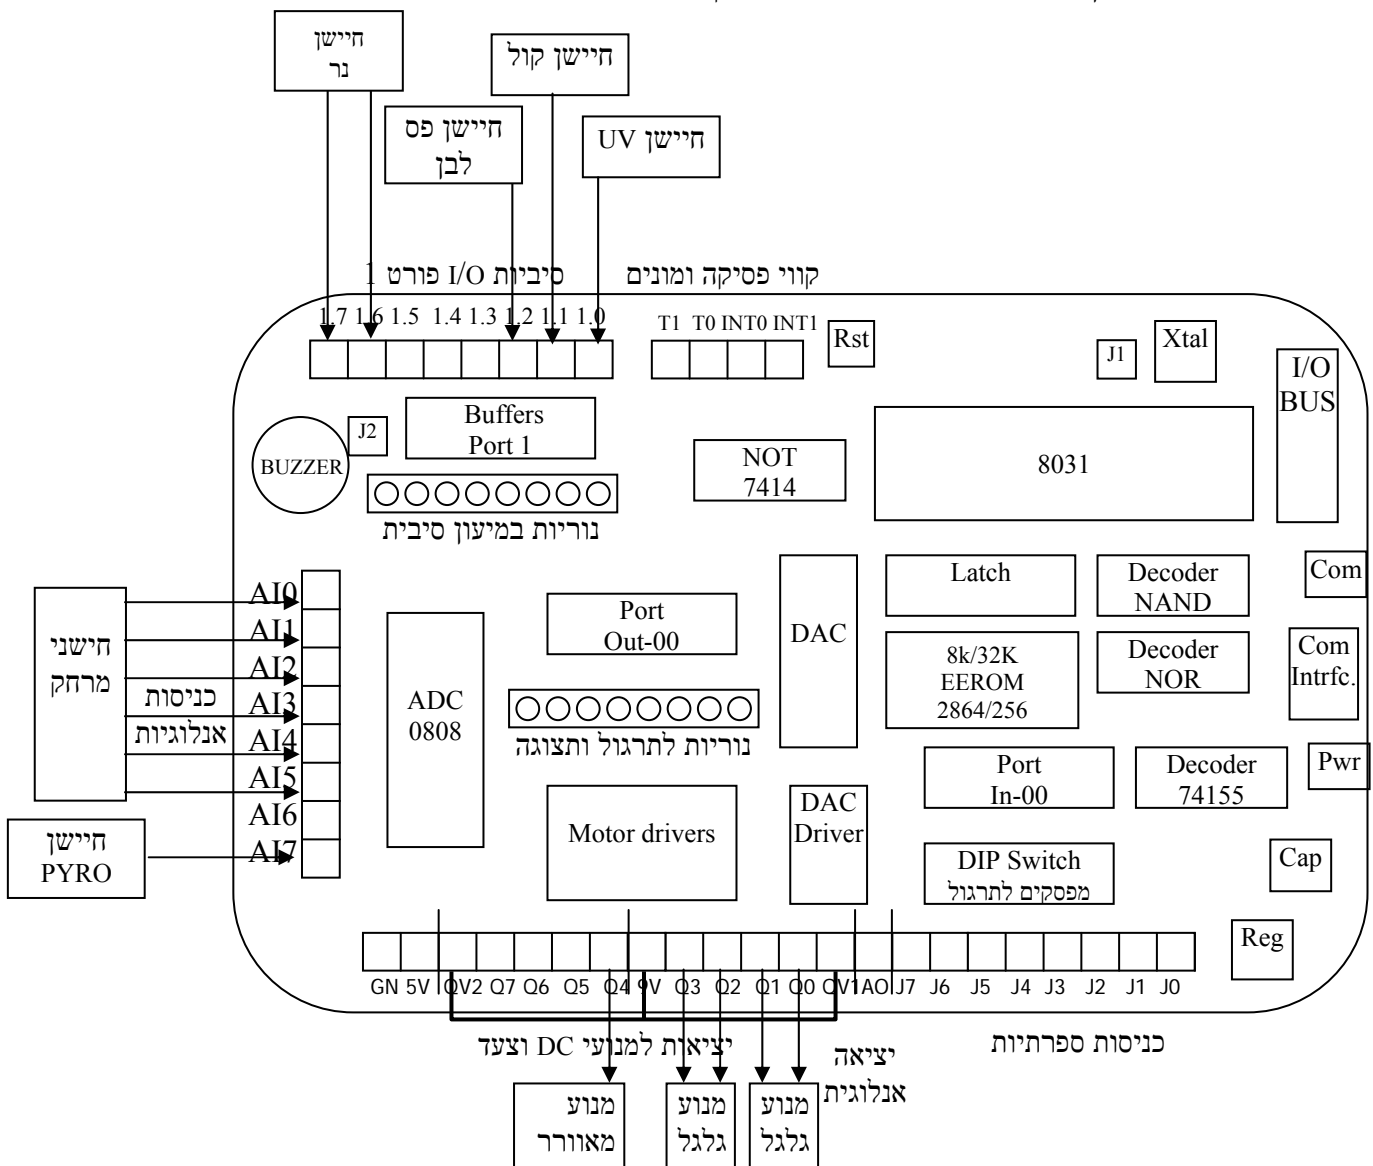 חיישן
נר
חיישן קול
חיישן פס
לבן
חיישן UV
סיביות I/O פורט 1
קווי פסיקה ומונים
1.7 1.6 1.5 1.4 1.3 1.2 1.1 1.0
T1 T0 INT0 INT1
Rst
J1
Xtal
I/O
BUS
BUZZER
J2
Buffers
Port 1
NOT
7414
8031
נוריות במיעון סיבית
Latch
Decoder
NAND
Com
חישני
מרחק
כניסות
אנלוגיות
AI0
AI1
AI2
AI3
AI4
AI5
AI6
AI7
חיישן
PYRO
ADC
0808
Port
Out-00
DAC
8k/32K
EEROM
2864/256
Decoder
NOR
Com
Intrfc.
נוריות לתרגול ותצוגה
Port
In-00
Decoder
74155
Pwr
Motor drivers
DAC
Driver
DIP Switch
מפסקים לתרגול
Cap
Reg
GN 5V QV2 Q7 Q6 Q5 Q4 9V Q3 Q2 Q1 Q0 QV1 AO J7 J6 J5 J4 J3 J2 J1 J0
יציאות למנועי DC וצעד
יציאה
אנלוגית
כניסות ספרתיות
מנוע
מאוורר
מנוע
גלגל
מנוע
גלגל